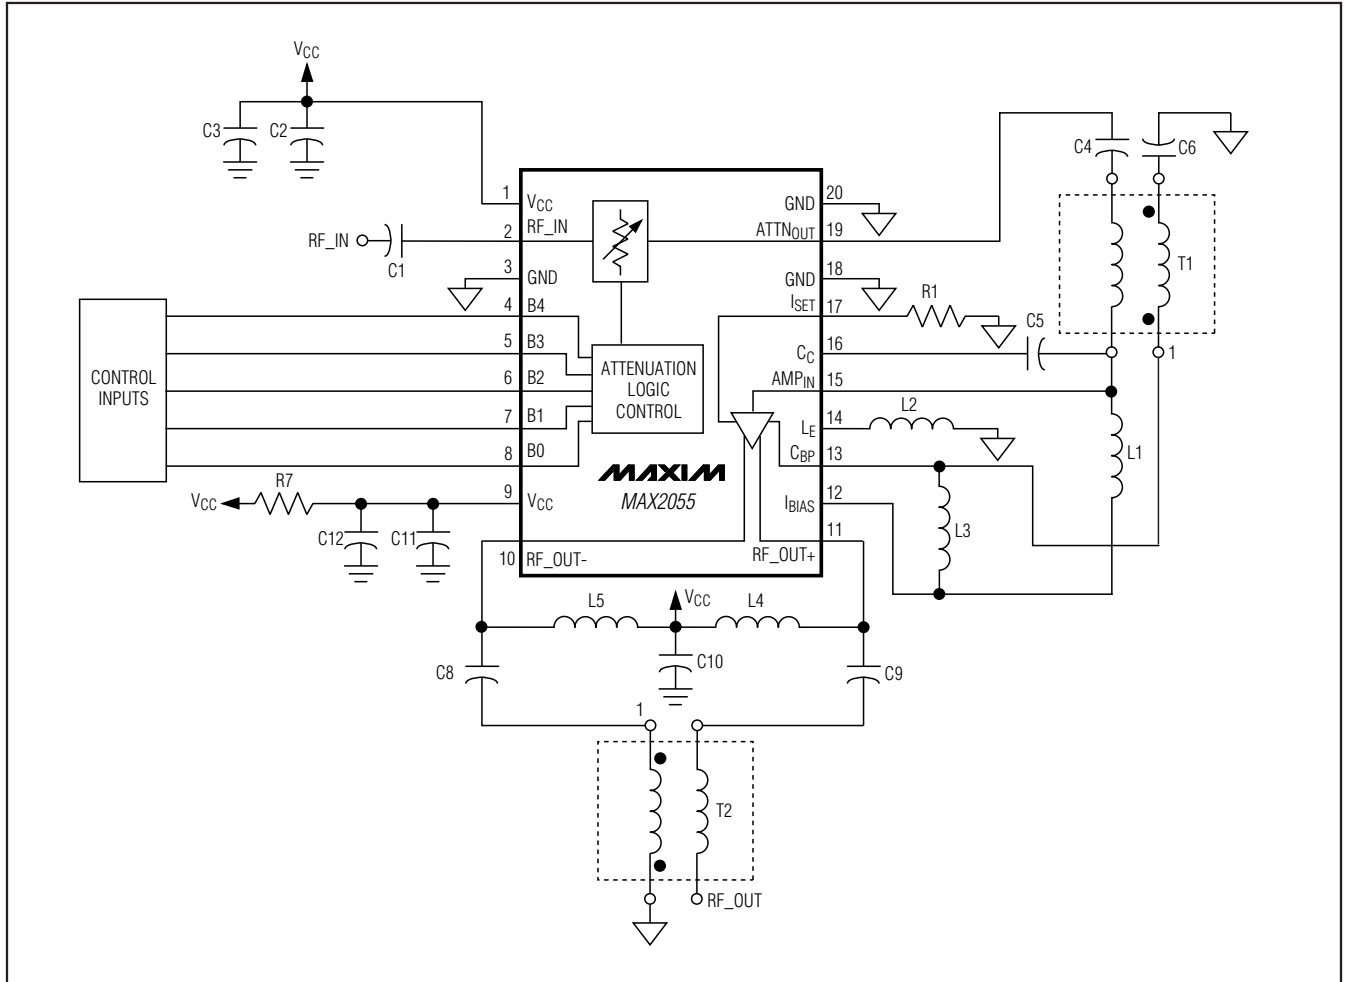 VCC
C3
C2
C4
C6
1
VCC
20
GND
RF_IN
2
RF_IN
ATTNOUT
19
C1
3
GND
GND
18
T1
4
B4
ISET
17
R1
C5
5
B3
CC
16
1
CONTROL
INPUTS
ATTENUATION
LOGIC
CONTROL
6
B2
AMPIN
15
7
B1
LE
14
L2
8
B0
CBP
13
L1
MAXIM
MAX2055
VCC
R7
9
VCC
IBIAS
12
C12
C11
L3
10
RF_OUT-
RF_OUT+
11
L5
VCC
L4
C8
C10
C9
1
T2
RF_OUT